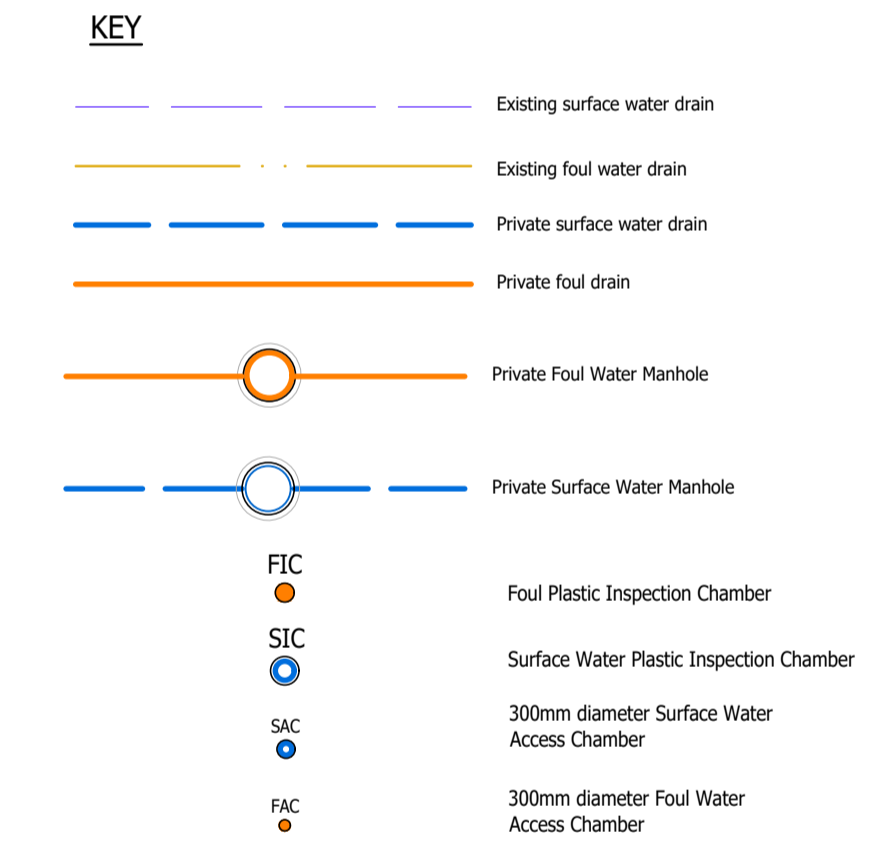 KEY
Existing surface water drain
Existing foul water drain
Private surface water drain
Private foul drain
Private Foul Water Manhole
Private Surface Water Manhole
FIC
Foul Plastic Inspection Chamber
SIC
Surface Water Plastic Inspection Chamber
SAC
300mm diameter Surface Water
Access Chamber
FAC
300mm diameter Foul Water
Access Chamber